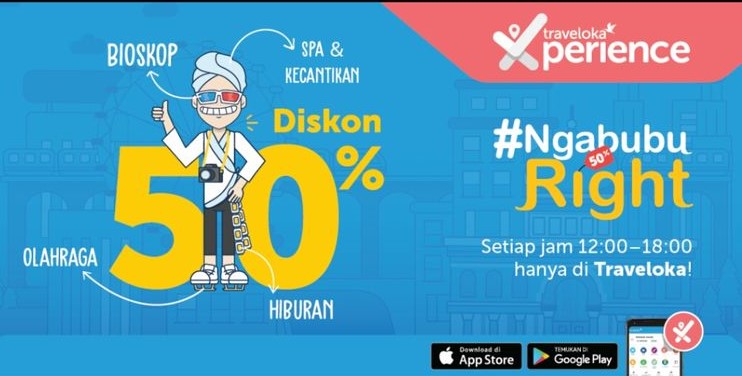 BIOSKOP
SPA &
KECANTIKAN
Diskon
50%
OLAHRAGA
HIBURAN
traveloka
Xperience
#Ngabubu
50%
Right
Setiap jam 12:00–18:00
hanya di Traveloka!
Download di
App Store
TEMUKAN DI
Google Play